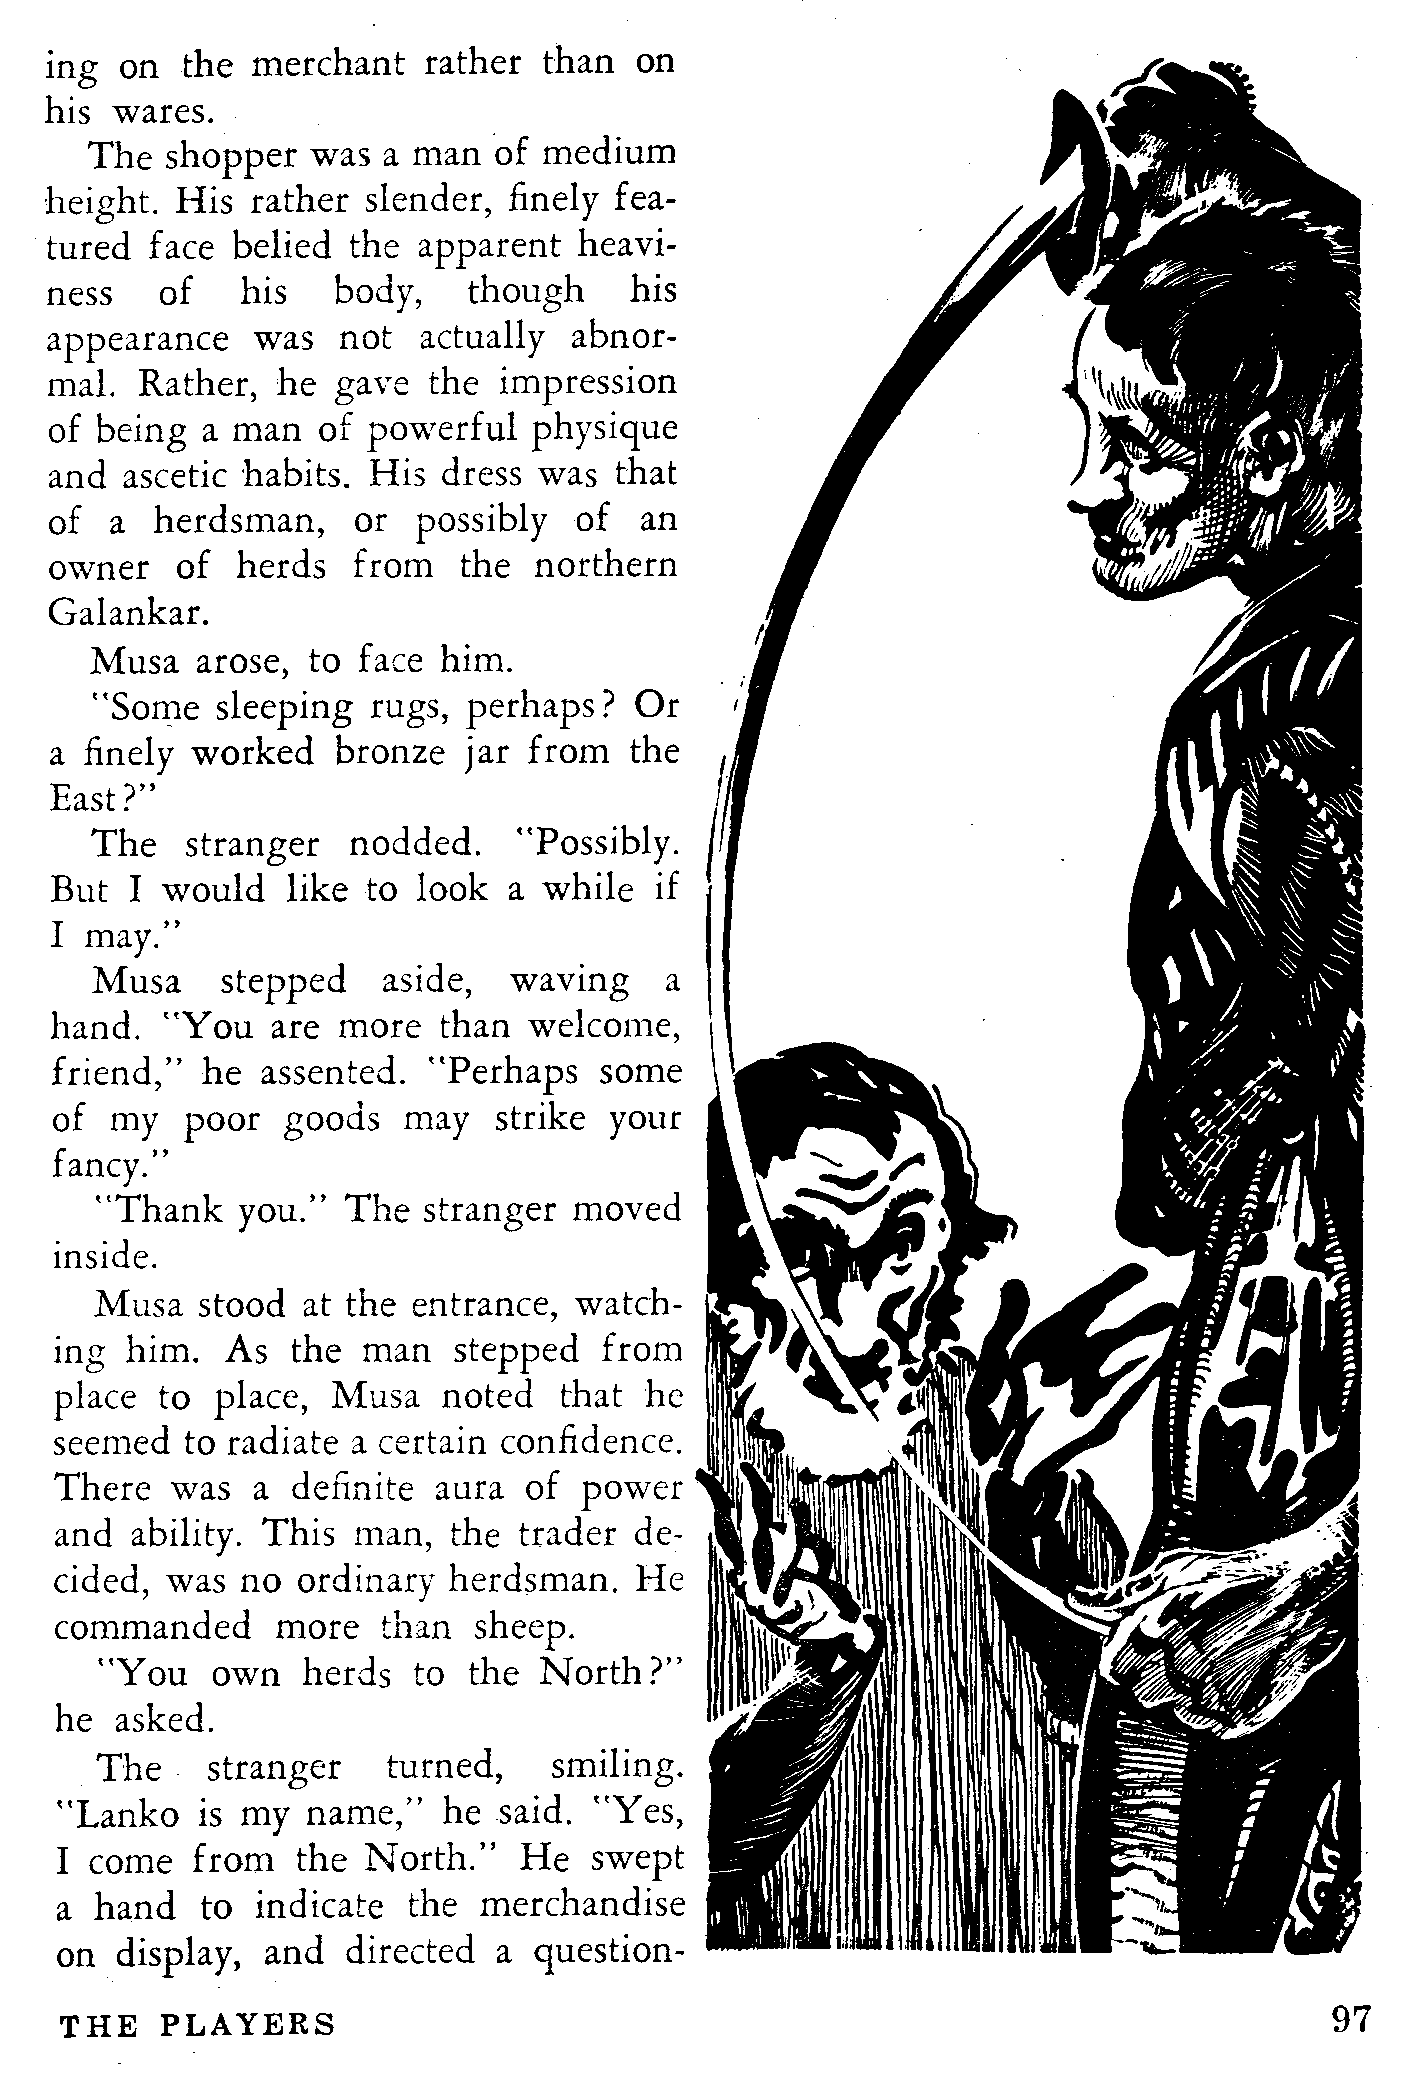 ing on the merchant rather than on
his wares.
The shopper was a man of medium
height. His rather slender, finely fea-
tured face belied the apparent heavi-
ness of his body, though his
appearance was not actually abnor-
mal. Rather, he gave the impression
of being a man of powerful physique
and ascetic habits. His dress was that
of a herdsman, or possibly of an
owner of herds from the northern
Galankar.
Musa arose, to face him.
"Some sleeping rugs, perhaps? Or
a finely worked bronze jar from the
East?"
The stranger nodded. "Possibly.
But I would like to look a while if
I may."
Musa stepped aside, waving a
hand. "You are more than welcome,
friend," he assented. "Perhaps some
of my poor goods may strike your
fancy."
"Thank you." The stranger moved
inside.
Musa stood at the entrance, watch-
ing him. As the man stepped from
place to place, Musa noted that he
seemed to radiate a certain confidence.
There was a definite aura of power
and ability. This man, the trader de-
cided, was no ordinary herdsman. He
commanded more than sheep.
"You own herds to the North?"
he asked.
The stranger turned, smiling.
"Lanko is my name," he said. "Yes,
I come from the North." He swept
a hand to indicate the merchandise
on display, and directed a question-
THE PLAYERS 97